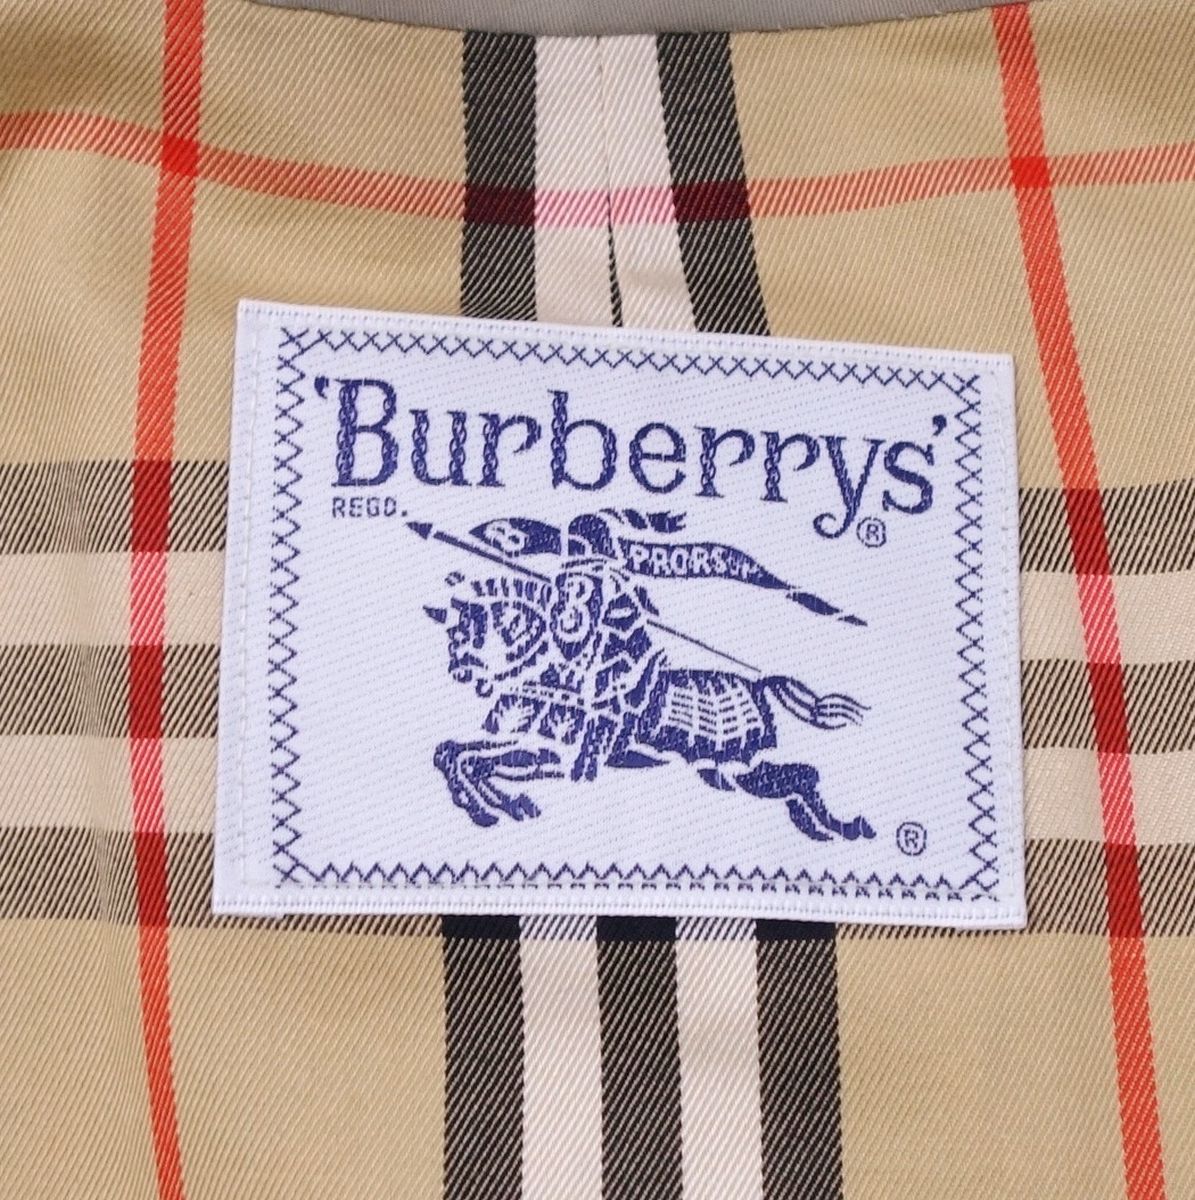 'Burberrys'
REGD.
®
PRORSUM
®